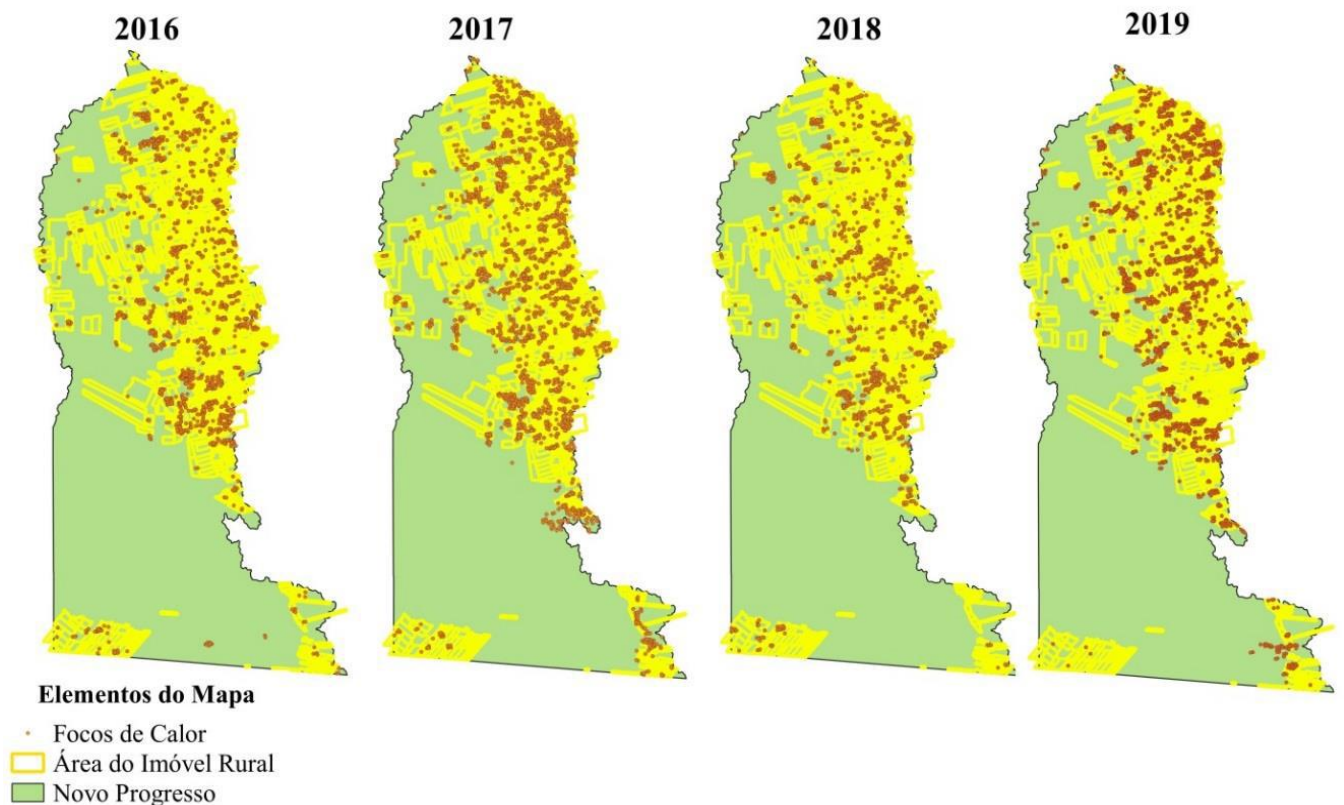 2016 2017 2018 2019
Elementos do Mapa
Focos de Calor
Área do Imóvel Rural
Novo Progresso